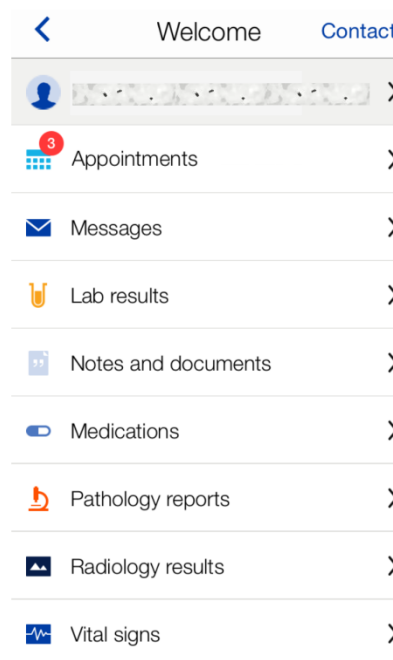 Welcome
Contact
3
Appointments
Messages
Lab results
Notes and documents
Medications
Pathology reports
Radiology results
Vital signs